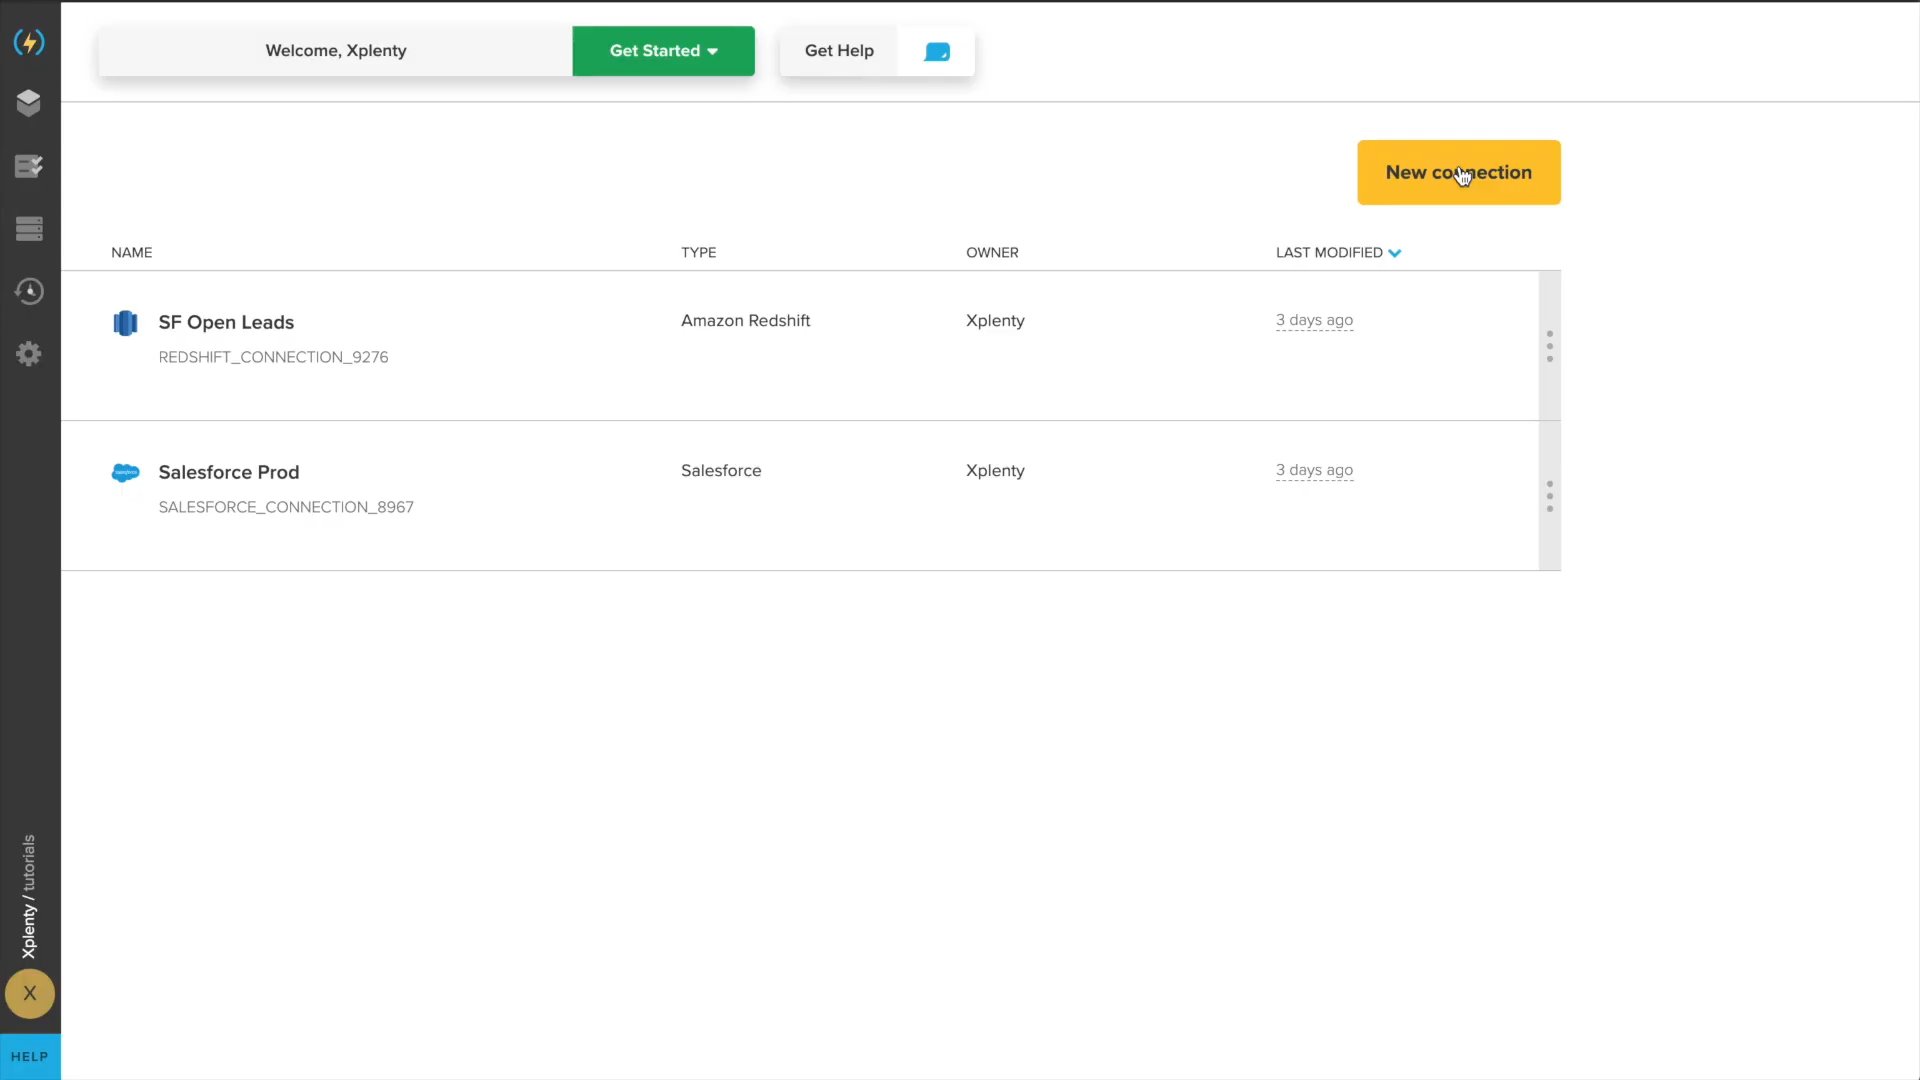 Welcome, Xplenty
Get Started
Get Help
New connection
NAME
TYPE
OWNER
LAST MODIFIED
SF Open Leads
Amazon Redshift
Xplenty
3 days ago
REDSHIFT_CONNECTION_9276
Salesforce Prod
Salesforce
Xplenty
3 days ago
SALESFORCE_CONNECTION_8967
Xplenty / tutorials
X
HELP